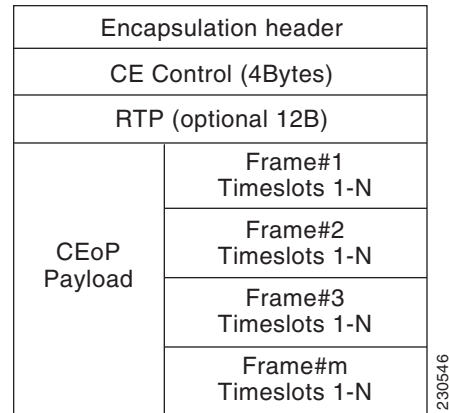 Encapsulation header
CE Control (4Bytes)
RTP (optional 12B)
CEoP
Payload
Frame#1
Timeslots 1-N
Frame#2
Timeslots 1-N
Frame#3
Timeslots 1-N
Frame#m
Timeslots 1-N
230546